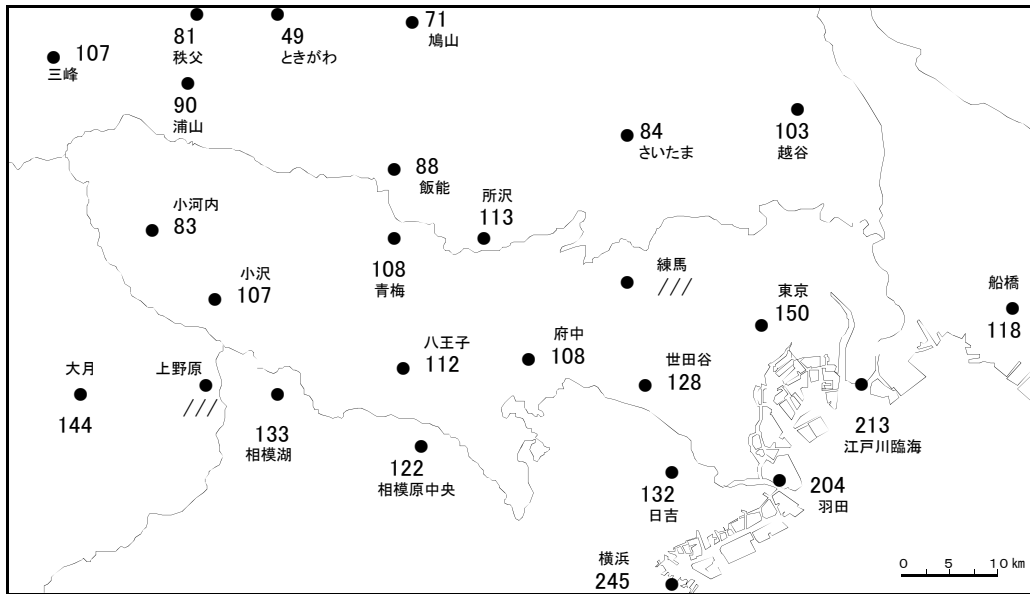 107
三峰
81
秩父
49
ときがわ
71
鳩山
90
浦山
84
さいたま
103
越谷
88
飯能
小河内
83
所沢
113
108
青梅
小沢
107
練馬
///
東京
150
船橋
118
大月
144
上野原
///
133
相模湖
八王子
112
府中
108
世田谷
128
122
相模原中央
132
日吉
213
江戸川臨海
204
羽田
横浜
245
0 5 10km